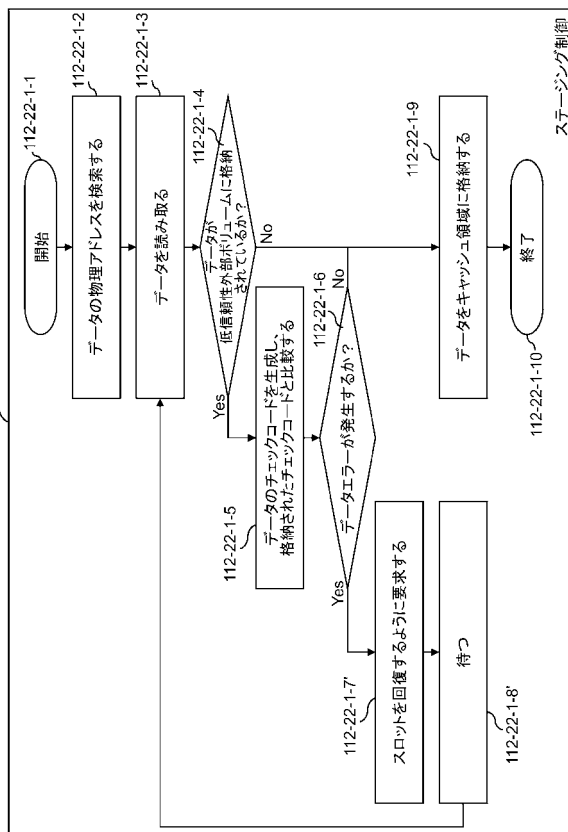 112-22-1-1
開始
112-22-1-2
データの物理アドレスを検索する
112-22-1-3
データを読み取る
112-22-1-4
データが
低信頼性外部ボリュームに格納
されているか?
Yes
No
112-22-1-5
データのチェックコードを生成し、
格納されたチェックコードと比較する
112-22-1-6
データエラーが発生するか?
Yes
No
112-22-1-7'
スロットを回復するように要求する
112-22-1-8'
待つ
112-22-1-9
データをキャッシュ領域に格納する
112-22-1-10
終了
ステージング制御